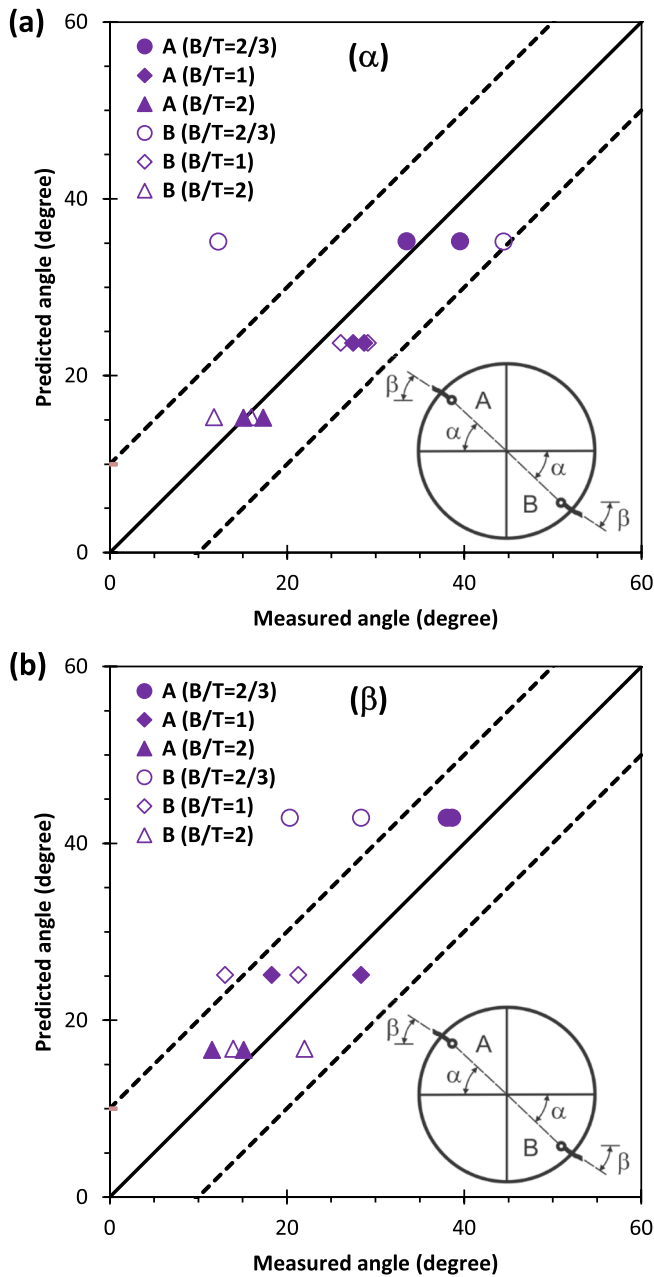 (a)
60
40
20
0
Predicted angle (degree)
A (B/T=2/3)
A (B/T=1)
A (B/T=2)
B (B/T=2/3)
B (B/T=1)
B (B/T=2)
(α)
β
A
α
α
B
β
0
20
40
60
Measured angle (degree)
(b)
60
40
20
0
Predicted angle (degree)
A (B/T=2/3)
A (B/T=1)
A (B/T=2)
B (B/T=2/3)
B (B/T=1)
B (B/T=2)
(β)
β
A
α
α
B
β
0
20
40
60
Measured angle (degree)